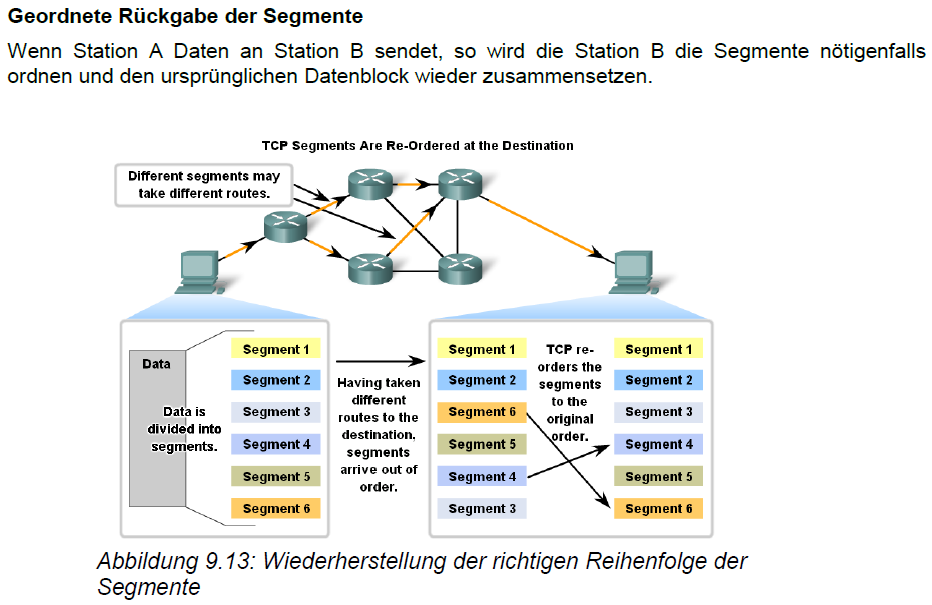 Geordnete Rückgabe der Segmente
Wenn Station A Daten an Station B sendet, so wird die Station B die Segmente nötigenfalls
ordnen und den ursprünglichen Datenblock wieder zusammensetzen.
TCP Segments Are Re-Ordered at the Destination
Different segments may
take different routes.
Data
Data is
divided into
segments.
Segment 1
Segment 2
Segment 3
Segment 4
Segment 5
Segment 6
Having taken
different
routes to the
destination,
segments
arrive out of
order.
Segment 1
Segment 2
Segment 6
Segment 5
Segment 4
Segment 3
TCP re-
orders the
segments
to the
original
order.
Segment 1
Segment 2
Segment 3
Segment 4
Segment 5
Segment 6
Abbildung 9.13: Wiederherstellung der richtigen Reihenfolge der
Segmente